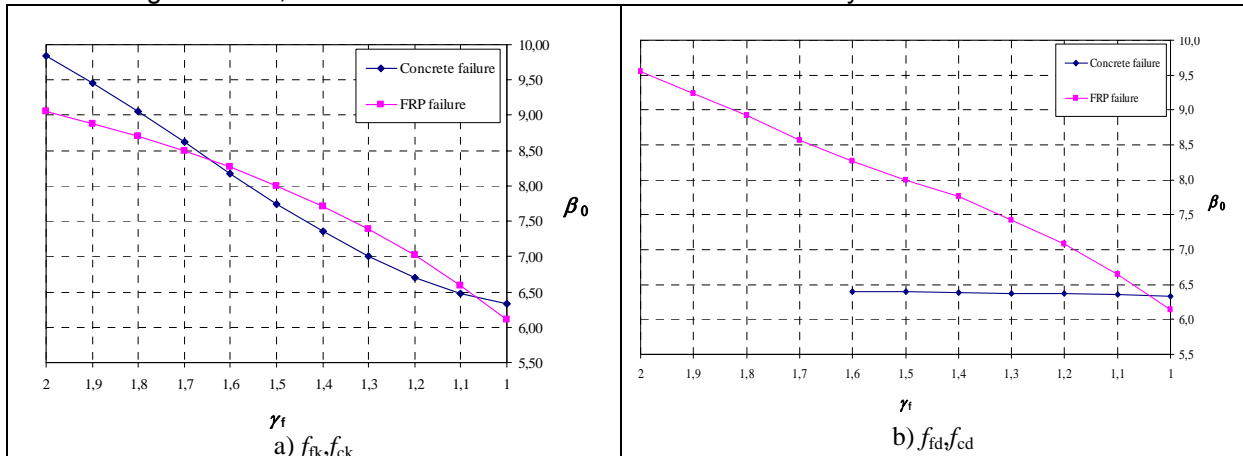 10,00
9,50
9,00
8,50
8,00
7,50
7,00
6,50
6,00
5,50
Concrete failure
FRP failure
β0
2 1,9 1,8 1,7 1,6 1,5 1,4 1,3 1,2 1,1 1
γf
a) ffk,fck
10,0
9,5
9,0
8,5
8,0
7,5
7,0
6,5
6,0
5,5
Concrete failure
FRP failure
β0
2 1,9 1,8 1,7 1,6 1,5 1,4 1,3 1,2 1,1 1
γf
b) ffd,fcd